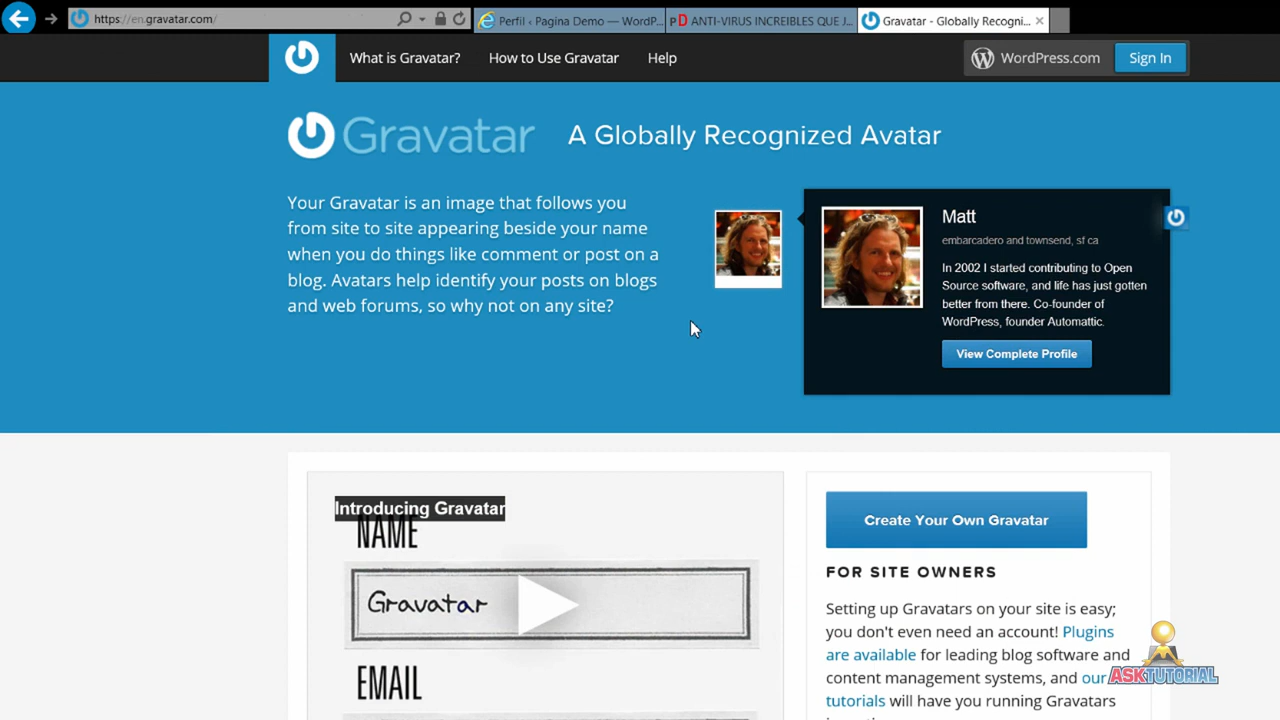 https://en.gravatar.com/
Perfil ‹ Pagina Demo — WordP...
PD ANTI-VIRUS INCREIBLES QUE J...
Gravatar - Globally Recogni...
What is Gravatar?
How to Use Gravatar
Help
WordPress.com
Sign In
Gravatar
A Globally Recognized Avatar
Your Gravatar is an image that follows you
from site to site appearing beside your name
when you do things like comment or post on a
blog. Avatars help identify your posts on blogs
and web forums, so why not on any site?
Matt
embarcadero and townsend, sf ca
In 2002 I started contributing to Open
Source software, and life has just gotten
better from there. Co-founder of
WordPress, founder Automattic.
View Complete Profile
Introducing Gravatar
NAME
Gravatar
EMAIL
Create Your Own Gravatar
FOR SITE OWNERS
Setting up Gravatars on your site is easy;
you don't even need an account! Plugins
are available for leading blog software and
content management systems, and our
tutorials will have you running Gravatars
ASKTUTORIAL